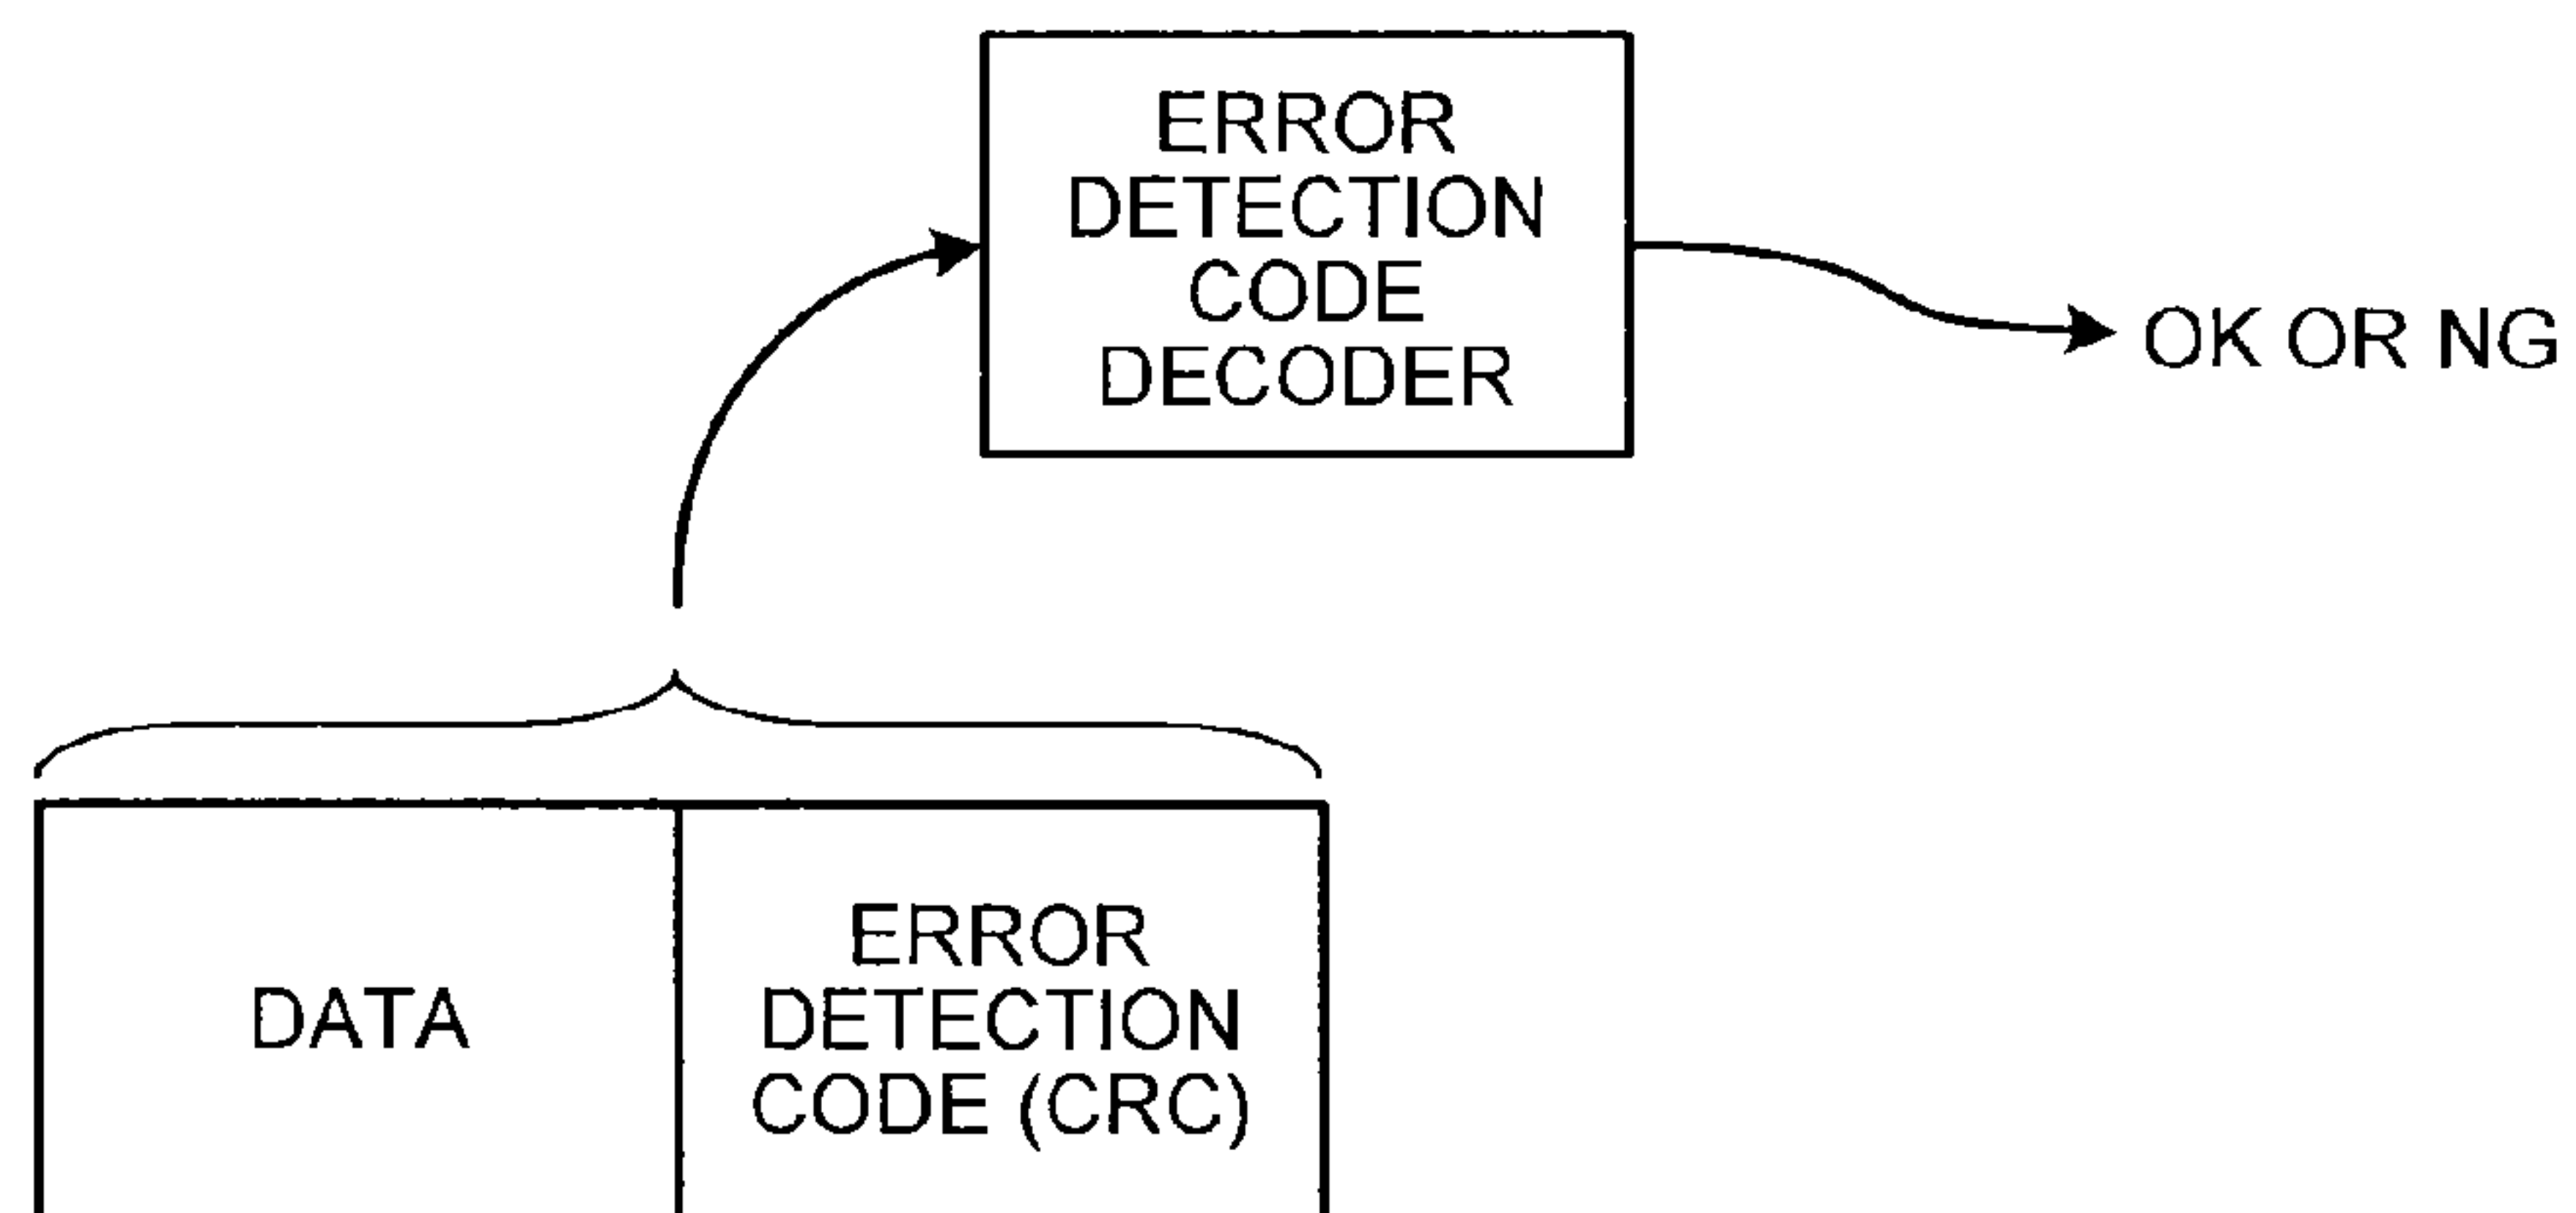 ERROR
DETECTION
CODE
DECODER
OK OR NG
DATA
ERROR
DETECTION
CODE (CRC)